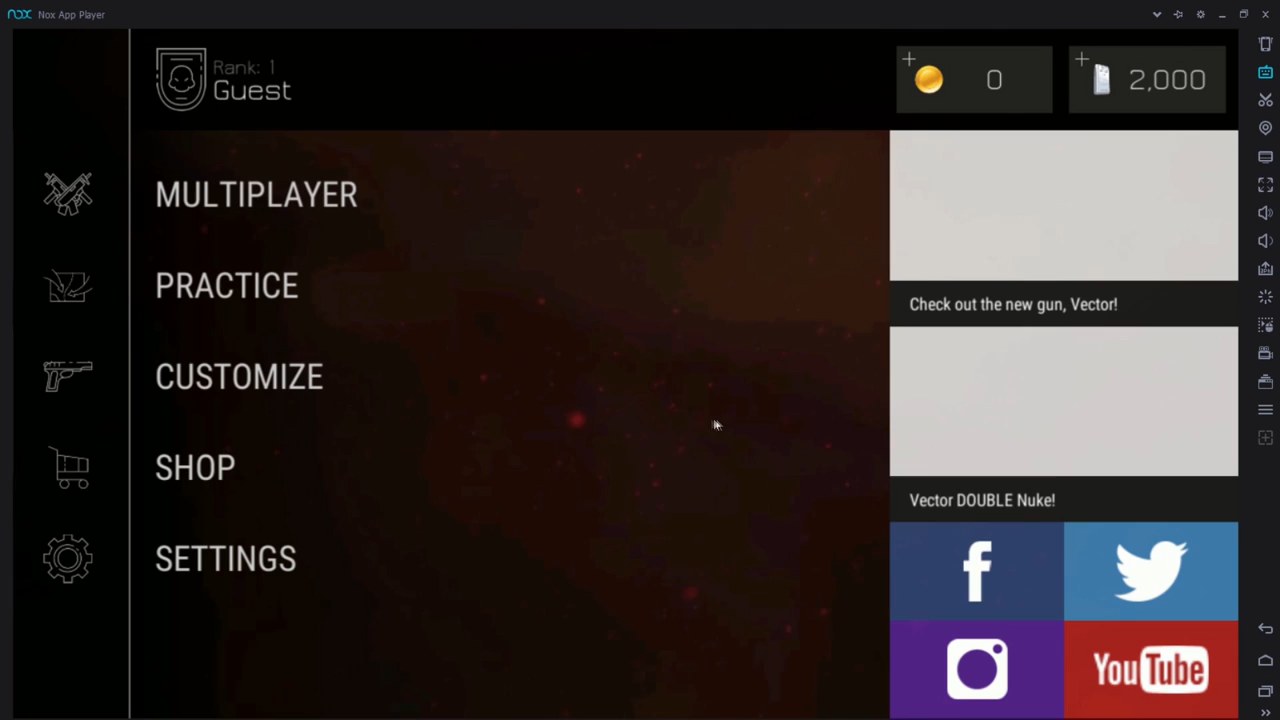 nox Nox App Player
Rank: 1
Guest
0
2,000
MULTIPLAYER
PRACTICE
CUSTOMIZE
SHOP
SETTINGS
Check out the new gun, Vector!
Vector DOUBLE Nuke!
f
YouTube